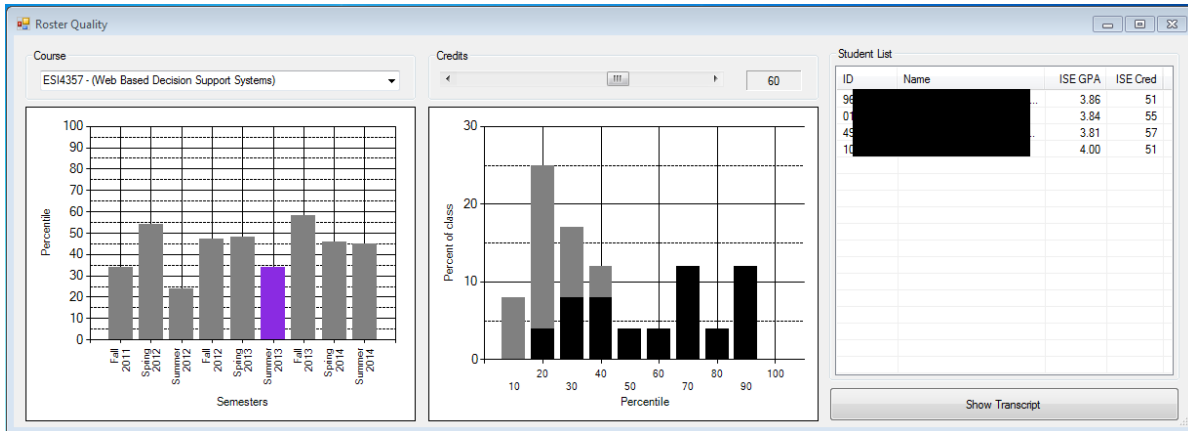 Roster Quality
Course
ESI4357 - (Web Based Decision Support Systems)
Credits
60
Student List
ID Name ISE GPA ISE Cred
96 ... 3.86 51
01 3.84 55
49 ... 3.81 57
10 4.00 51
Show Transcript
Percentile
100
90
80
70
60
50
40
30
20
10
0
Fall 2011
Spring 2012
Summer 2012
Fall 2012
Spring 2013
Summer 2013
Fall 2013
Spring 2014
Summer 2014
Semesters
Percent of class
30
20
10
0
20 40 60 80 100
10 30 50 70 90
Percentile